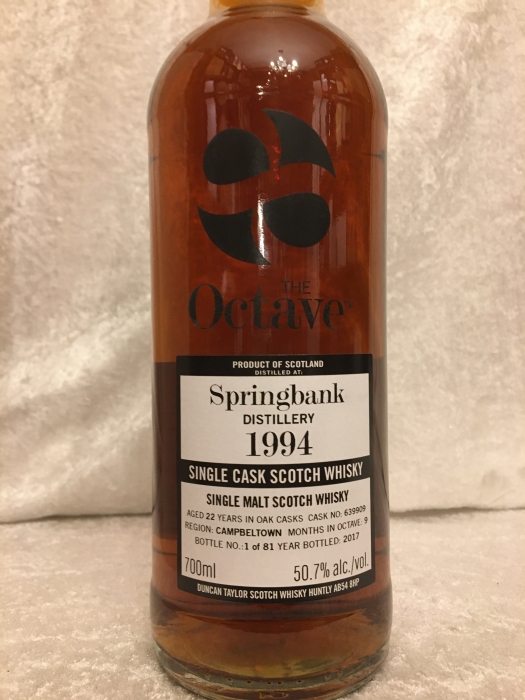 THE
Octave
PRODUCT OF SCOTLAND
DISTILLED AT:
Springbank
DISTILLERY
1994
SINGLE CASK SCOTCH WHISKY
SINGLE MALT SCOTCH WHISKY
AGED 22 YEARS IN OAK CASKS CASK NO: 639909
REGION: CAMPBELTOWN MONTHS IN OCTAVE: 9
BOTTLE NO.:1 of 81 YEAR BOTTLED: 2017
700ml 50.7% alc./vol.
DUNCAN TAYLOR SCOTCH WHISKY HUNTLY AB54 8HP